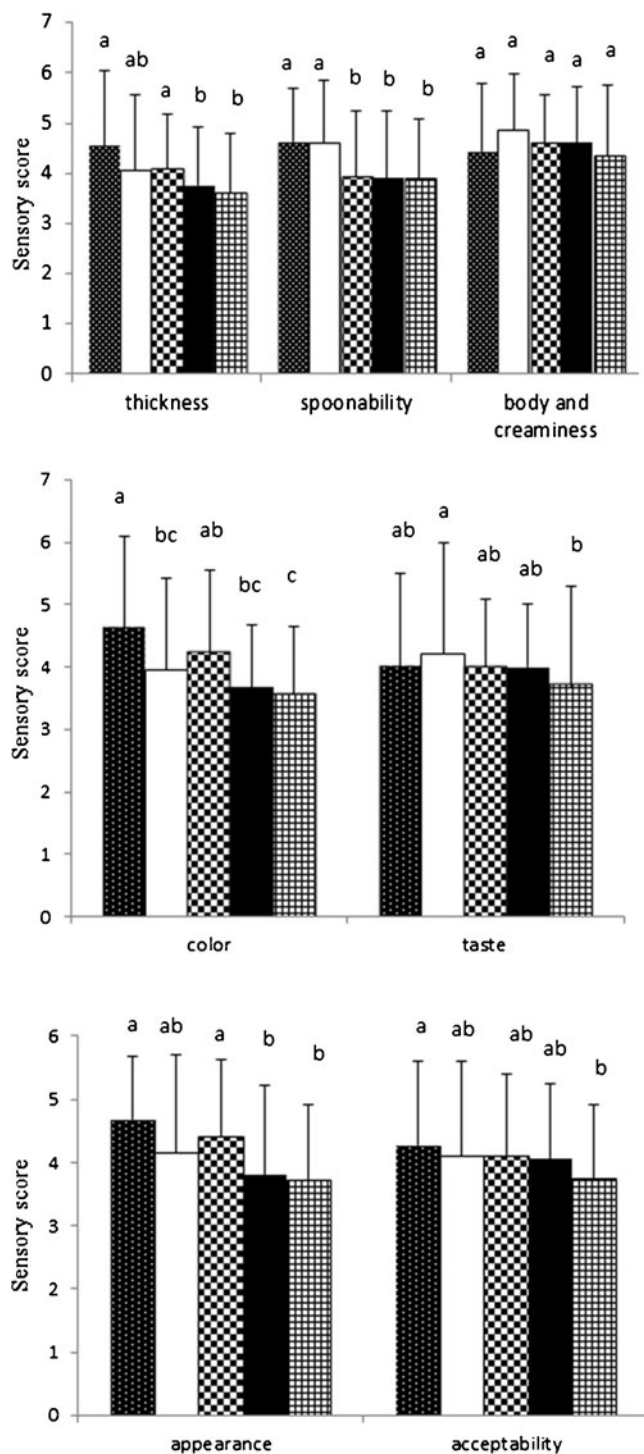 7
6
5
4
3
2
1
0
Sensory score
a ab a b b a a b b b a a a a a
thickness spoonability body and
creaminess
7
6
5
4
3
2
1
0
Sensory score
a bc ab bc c ab a ab ab b
color taste
6
5
4
3
2
1
0
Sensory score
a ab a b b a ab ab ab b
appearance acceptability